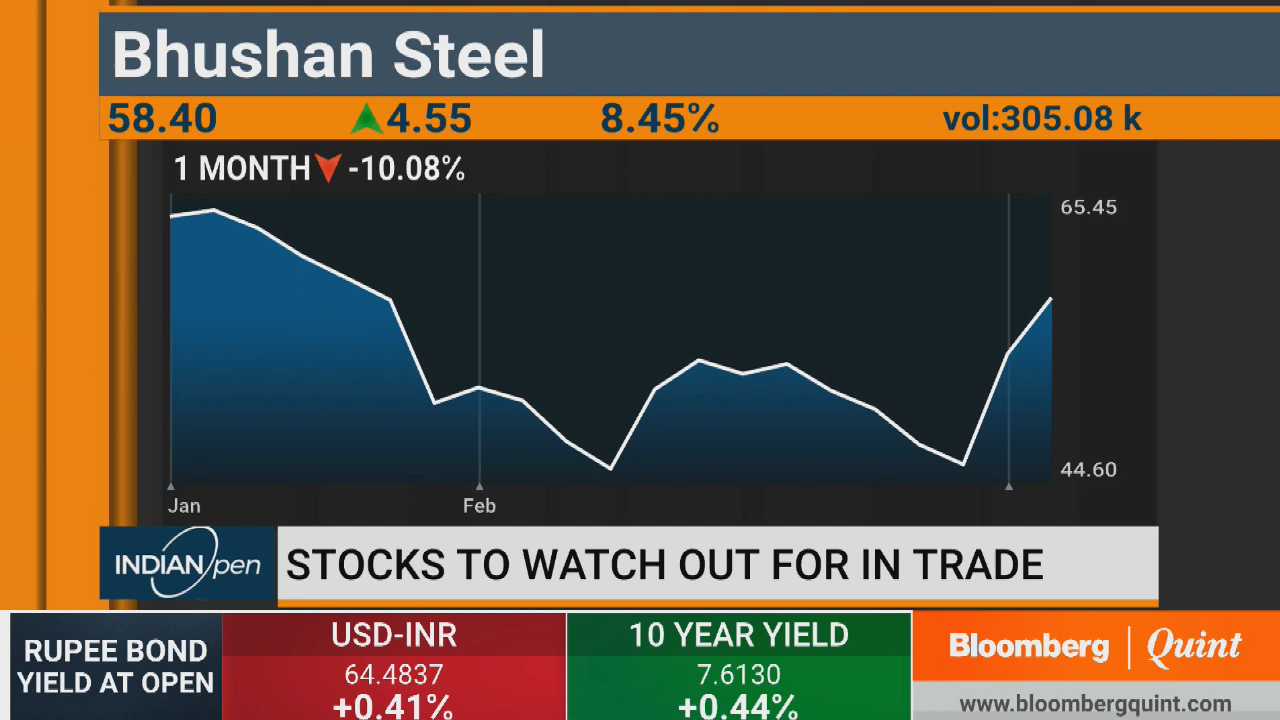 Bhushan Steel
58.40 4.55 8.45% vol:305.08 k
1 MONTH -10.08%
65.45
44.60
Jan Feb
INDIAN Open STOCKS TO WATCH OUT FOR IN TRADE
RUPEE BOND
YIELD AT OPEN
USD-INR
64.4837
+0.41%
10 YEAR YIELD
7.6130
+0.44%
Bloomberg | Quint
www.bloombergquint.com